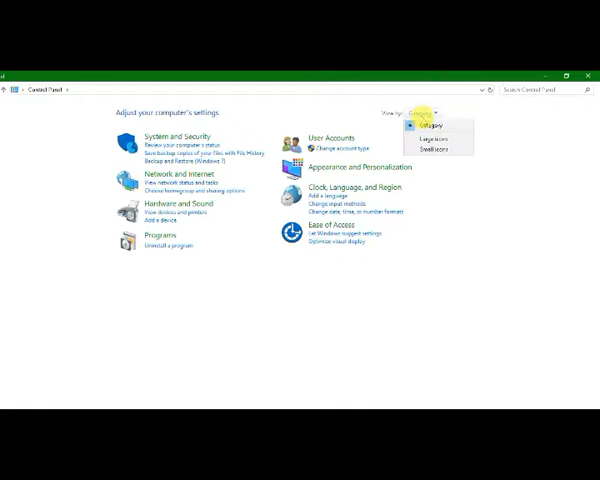 Control Panel
Search Control Panel
Adjust your computer's settings
View by: Category
Category
Large icons
Small icons
System and Security
Review your computer's status
Save backup copies of your files with File History
Backup and Restore (Windows 7)
Network and Internet
View network status and tasks
Choose homegroup and sharing options
Hardware and Sound
View devices and printers
Add a device
Programs
Uninstall a program
User Accounts
Change account type
Appearance and Personalization
Clock, Language, and Region
Add a language
Change input methods
Change date, time, or number formats
Ease of Access
Let Windows suggest settings
Optimize visual display